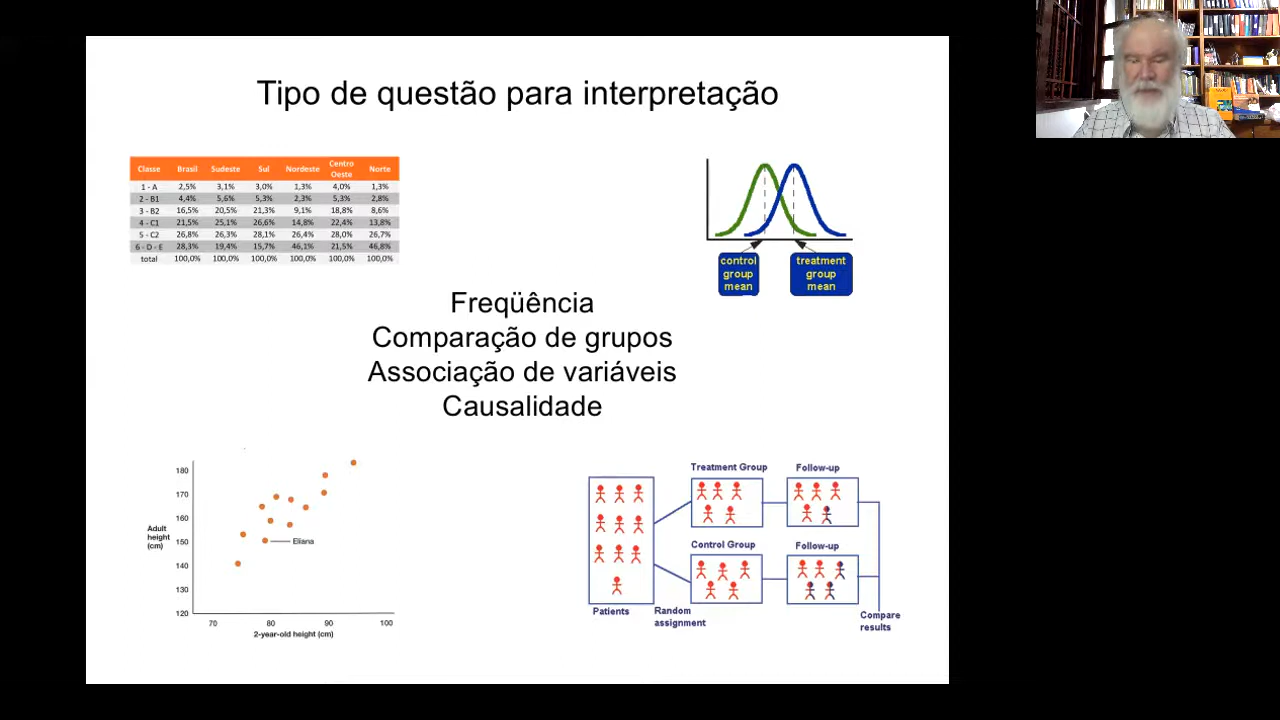 Tipo de questão para interpretação
Classe Brasil Sudeste Sul Nordeste Centro Oeste Norte
1 - A 2,5% 3,1% 3,0% 1,3% 4,0% 1,3%
2 - B1 4,4% 5,6% 5,3% 2,3% 5,3% 2,8%
3 - B2 16,5% 20,5% 21,3% 9,1% 18,8% 8,6%
4 - C1 21,5% 25,1% 26,6% 14,8% 22,4% 13,8%
5 - C2 26,8% 26,3% 28,1% 26,4% 28,0% 26,7%
6 - D - E 28,3% 19,4% 15,7% 46,1% 21,5% 46,8%
total 100,0% 100,0% 100,0% 100,0% 100,0% 100,0%
control
group
mean
treatment
group
mean
Freqüência
Comparação de grupos
Associação de variáveis
Causalidade
180
170
160
150
140
130
120
Adult
height
(cm)
Eliana
70 80 90 100
2-year-old height (cm)
Treatment Group
Follow-up
Control Group
Follow-up
Patients
Random
assignment
Compare
results